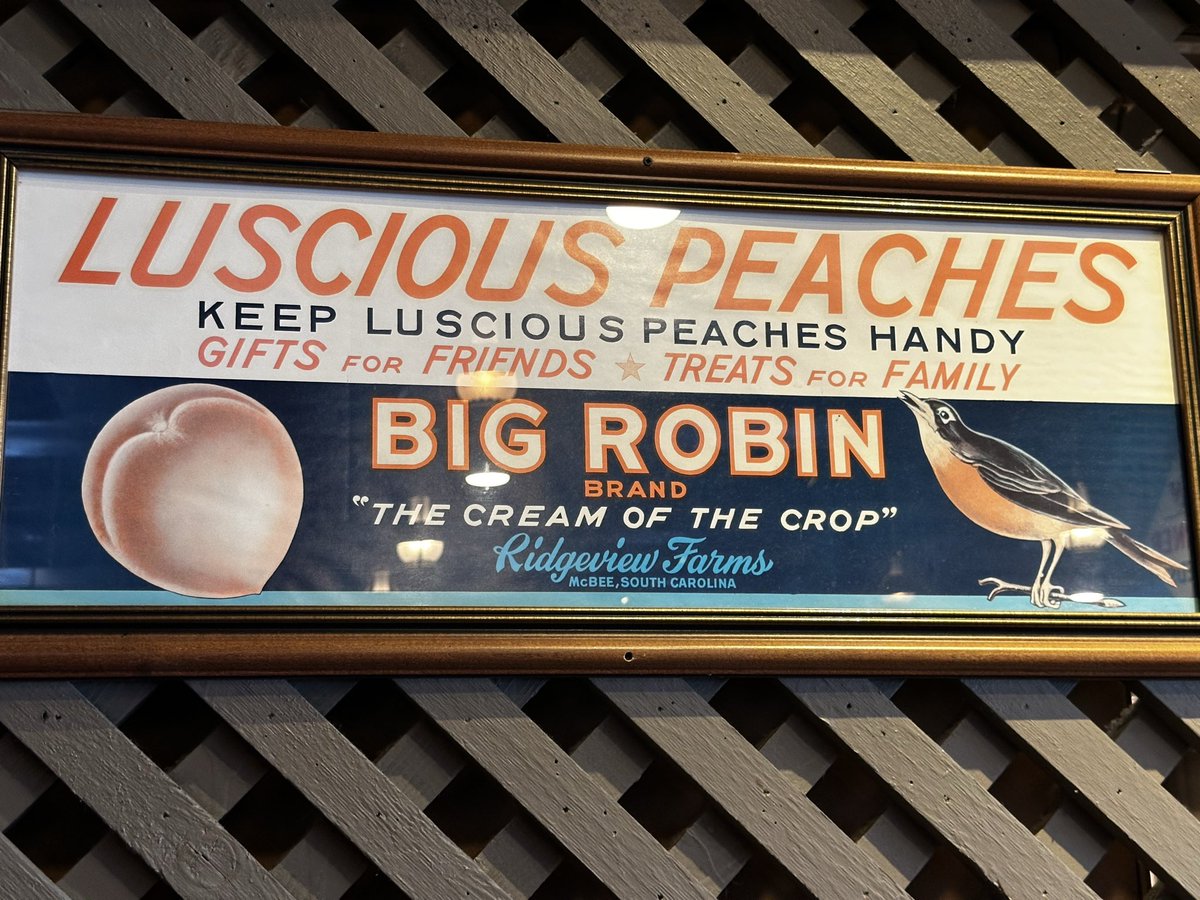 LUSCIOUS PEACHES
KEEP LUSCIOUS PEACHES HANDY
GIFTS FOR FRIENDS ★ TREATS FOR FAMILY
BIG ROBIN
BRAND
"THE CREAM OF THE CROP"
Ridgeview Farms
McBEE, SOUTH CAROLINA